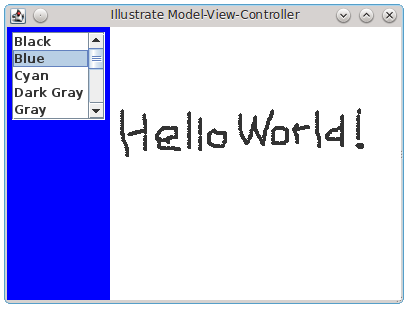 Illustrate Model-View-Controller
Black
Blue
Cyan
Dark Gray
Gray
Hello World!